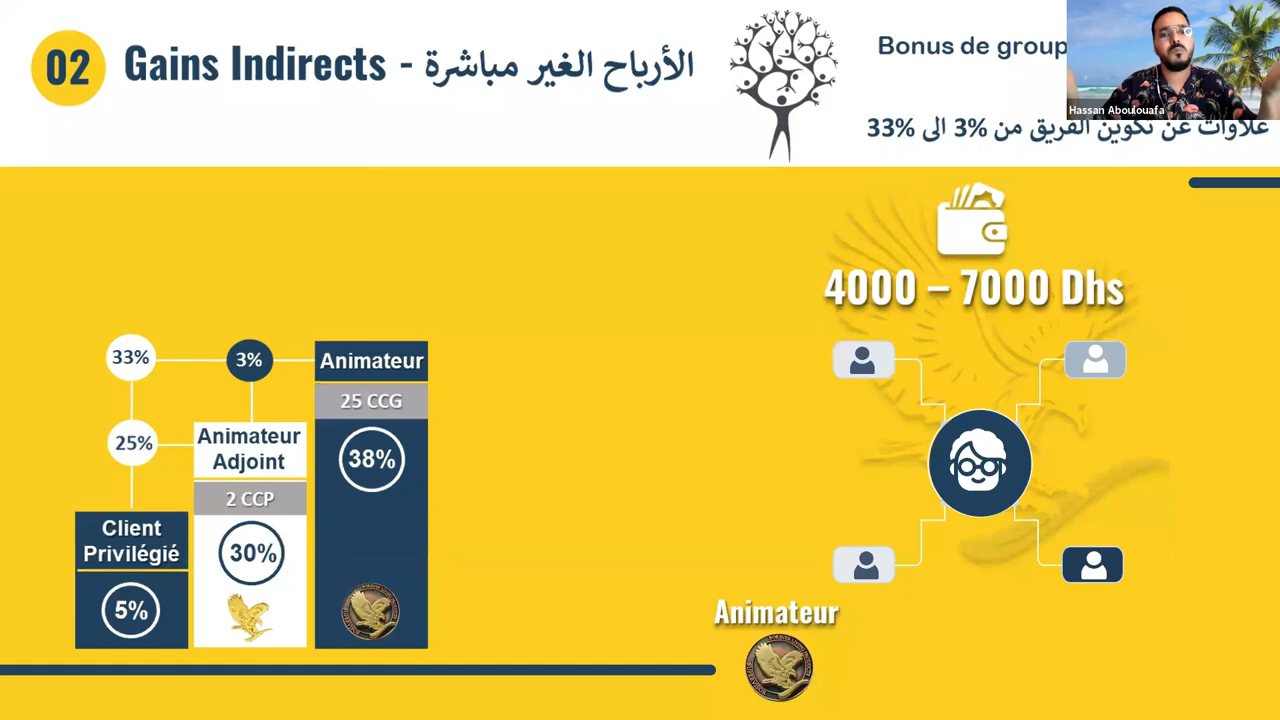 02
Gains Indirects - الأرباح الغير مباشرة
Bonus de group
Hassan Aboulouafa
علاوات عن تكوين الفريق من 3% الى 33%
4000 – 7000 Dhs
33%
3%
Animateur
25 CCG
38%
25%
Animateur
Adjoint
2 CCP
30%
Client
Privilégié
5%
Animateur